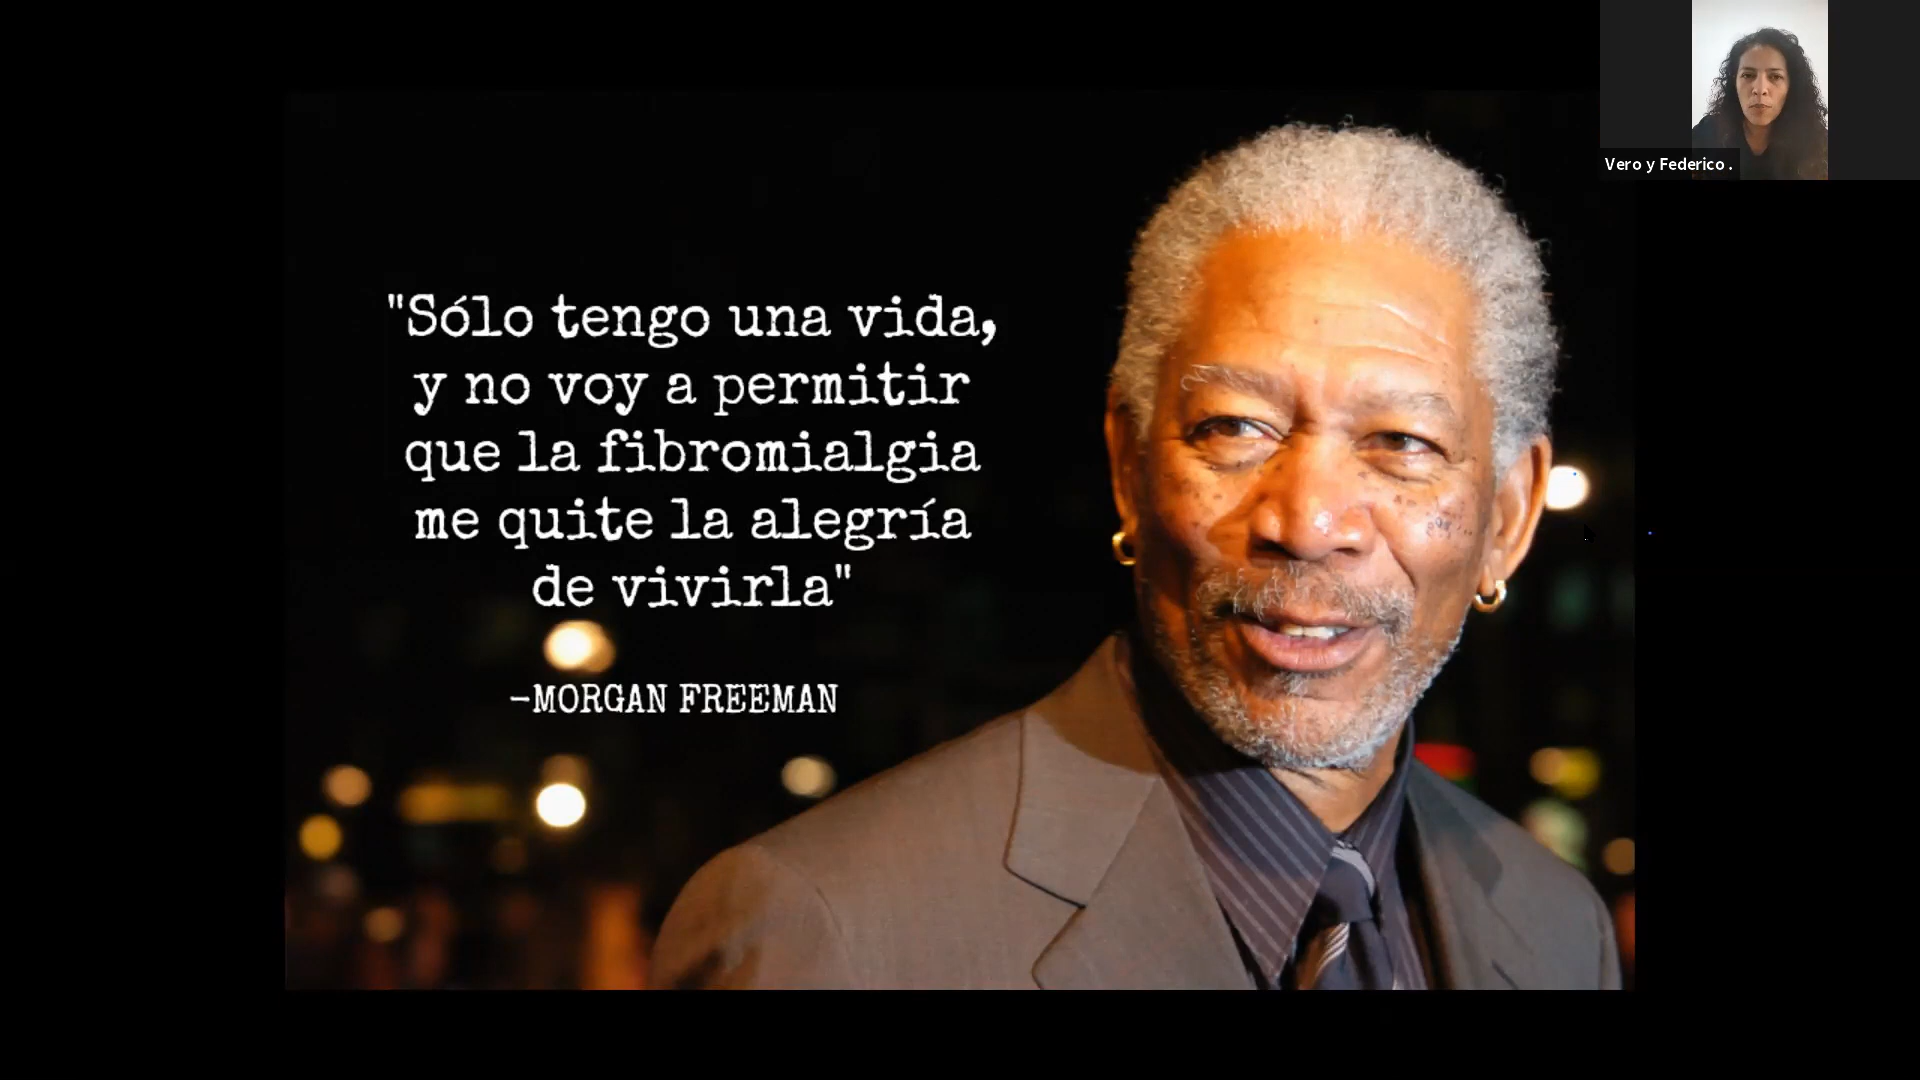 Vero y Federico .
"Sólo tengo una vida,
y no voy a permitir
que la fibromialgia
me quite la alegría
de vivirla"
–MORGAN FREEMAN